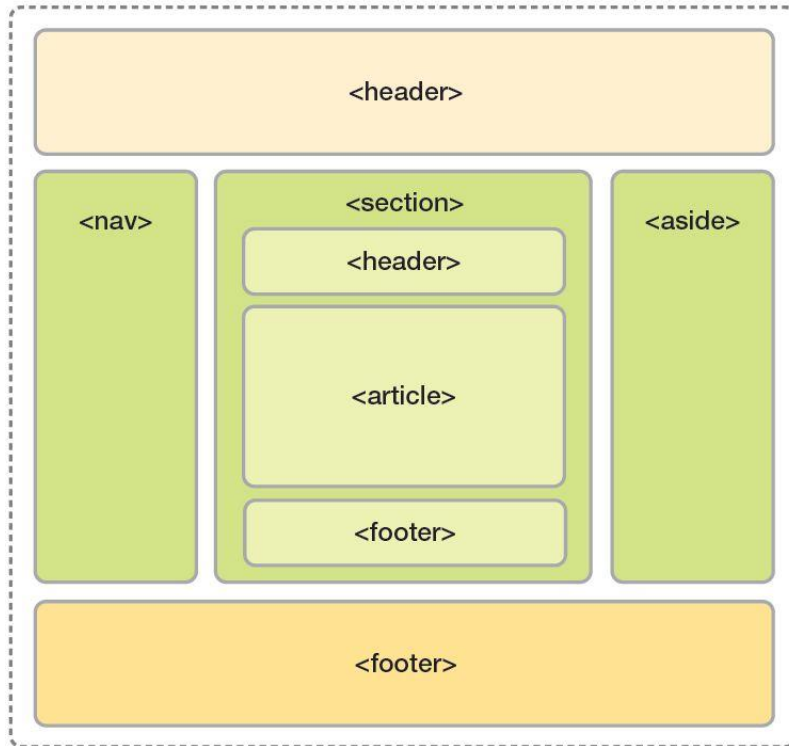 <header>
<nav>
<section>
<aside>
<header>
<article>
<footer>
<footer>